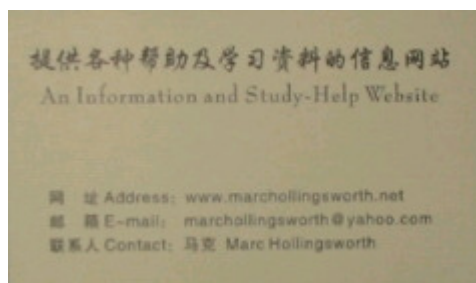 提供各种帮助及学习资料的信息网站
An Information and Study-Help Website
网 址 Address: www.marchollingsworth.net
邮 箱 E-mail: marchollingsworth@yahoo.com
联系人 Contact: 马克 Marc Hollingsworth